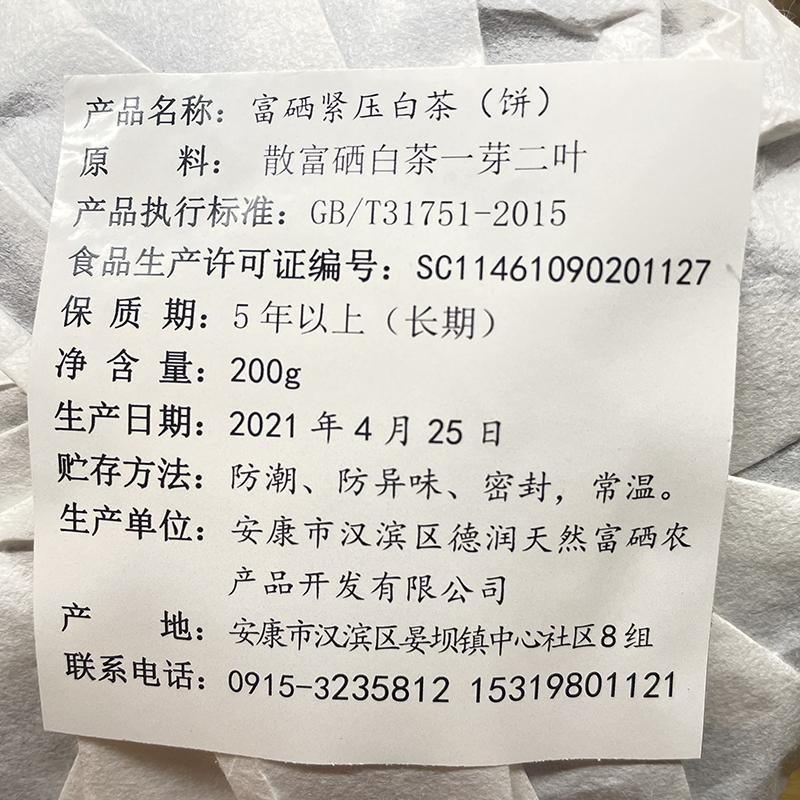 产品名称：富硒紧压白茶（饼）
原　　料：散富硒白茶一芽二叶
产品执行标准：GB/T31751-2015
食品生产许可证编号：SC11461090201127
保 质 期：5 年以上（长期）
净 含 量：200g
生产日期：2021 年 4 月 25 日
贮存方法：防潮、防异味、密封，常温。
生产单位：安康市汉滨区德润天然富硒农
产品开发有限公司
产　　地：安康市汉滨区晏坝镇中心社区8组
联系电话：0915-3235812 15319801121